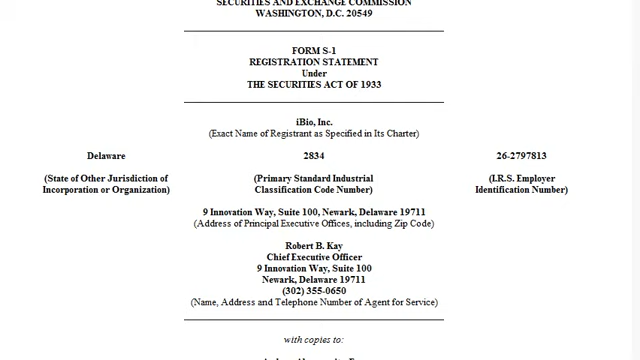 SECURITIES AND EXCHANGE COMMISSION
WASHINGTON, D.C. 20549
FORM S-1
REGISTRATION STATEMENT
Under
THE SECURITIES ACT OF 1933
iBio, Inc.
(Exact Name of Registrant as Specified in Its Charter)
Delaware 2834 26-2797813
(State of Other Jurisdiction of (Primary Standard Industrial (I.R.S. Employer
Incorporation or Organization) Classification Code Number) Identification Number)
9 Innovation Way, Suite 100, Newark, Delaware 19711
(Address of Principal Executive Offices, including Zip Code)
Robert B. Kay
Chief Executive Officer
9 Innovation Way, Suite 100
Newark, Delaware 19711
(302) 355-0650
(Name, Address and Telephone Number of Agent for Service)
with copies to: